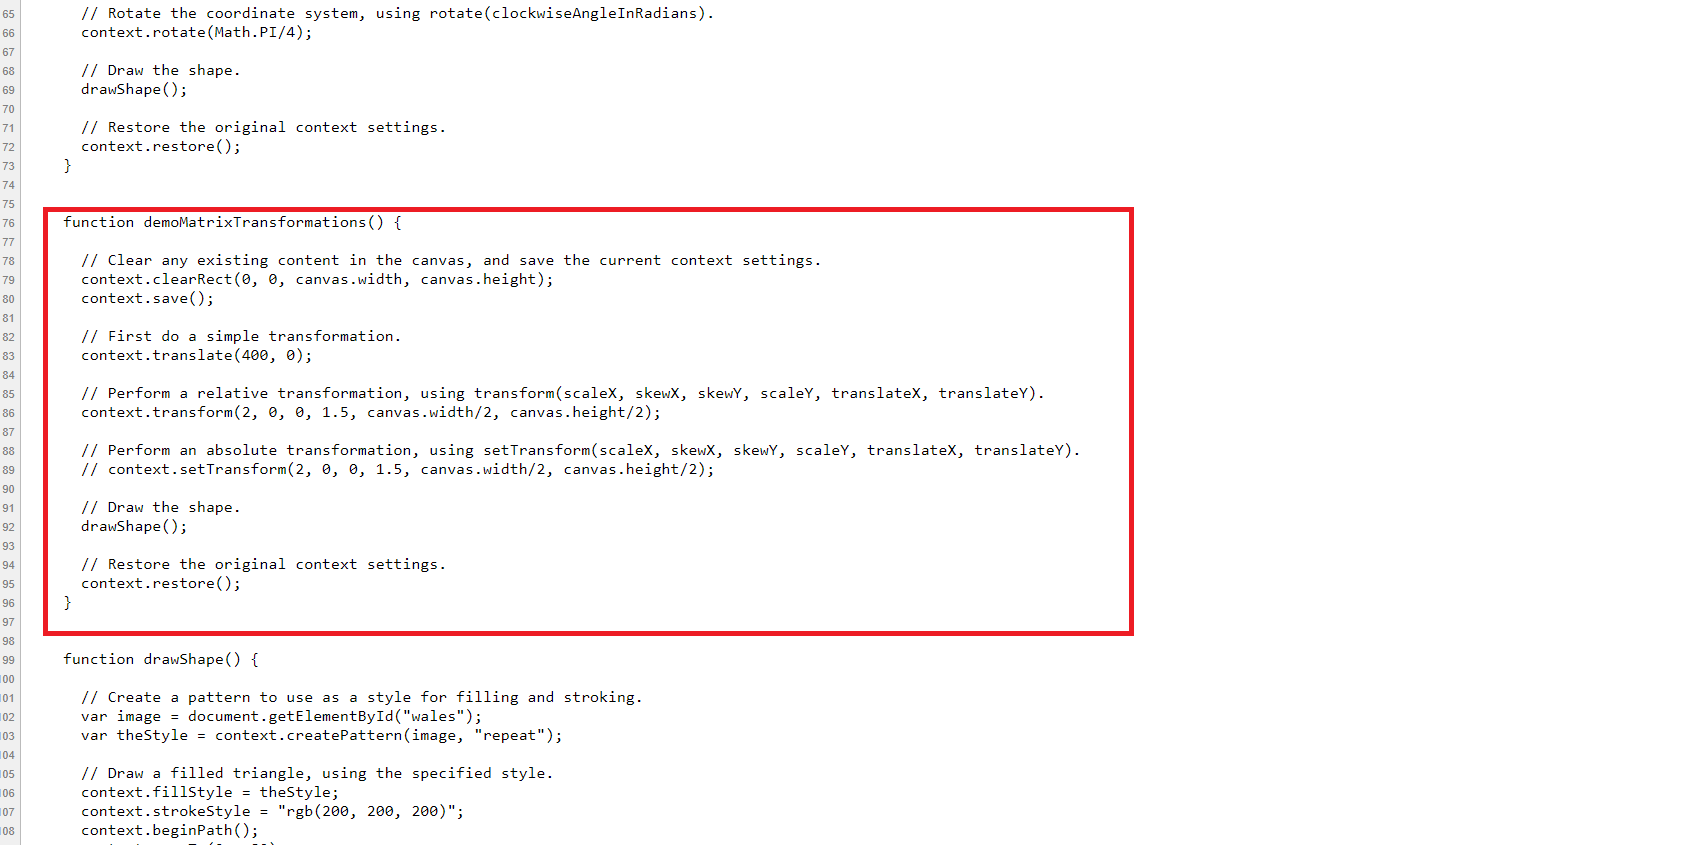 65 // Rotate the coordinate system, using rotate(clockwiseAngleInRadians).
66 context.rotate(Math.PI/4);
67
68 // Draw the shape.
69 drawShape();
70
71 // Restore the original context settings.
72 context.restore();
73 }
74
75
76 function demoMatrixTransformations() {
77
78 // Clear any existing content in the canvas, and save the current context settings.
79 context.clearRect(0, 0, canvas.width, canvas.height);
80 context.save();
81
82 // First do a simple transformation.
83 context.translate(400, 0);
84
85 // Perform a relative transformation, using transform(scaleX, skewX, skewY, scaleY, translateX, translateY).
86 context.transform(2, 0, 0, 1.5, canvas.width/2, canvas.height/2);
87
88 // Perform an absolute transformation, using setTransform(scaleX, skewX, skewY, scaleY, translateX, translateY).
89 // context.setTransform(2, 0, 0, 1.5, canvas.width/2, canvas.height/2);
90
91 // Draw the shape.
92 drawShape();
93
94 // Restore the original context settings.
95 context.restore();
96 }
97
98
99 function drawShape() {
00
01 // Create a pattern to use as a style for filling and stroking.
02 var image = document.getElementById("wales");
03 var theStyle = context.createPattern(image, "repeat");
04
05 // Draw a filled triangle, using the specified style.
06 context.fillStyle = theStyle;
07 context.strokeStyle = "rgb(200, 200, 200)";
08 context.beginPath();